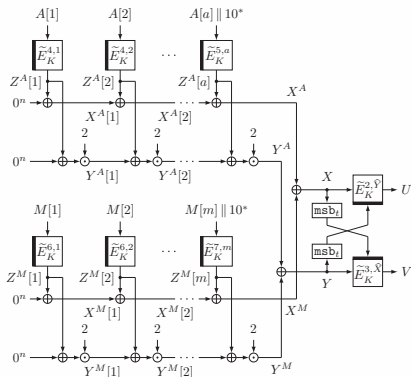 A[1] A[2] A[a] ∥ 10*
Ẽ_K^{4,1} Ẽ_K^{4,2} ... Ẽ_K^{5,a}
Z^A[1] Z^A[2] Z^A[a]
0^n X^A[1] X^A[2] ... X^A
2 2 2
0^n Y^A[1] Y^A[2] ... Y^A
X Ẽ_K^{2,Ŷ} U
msb_t
M[1] M[2] M[m] ∥ 10*
msb_t
Ẽ_K^{6,1} Ẽ_K^{6,2} ... Ẽ_K^{7,m}
Y Ẽ_K^{3,X̂} V
Z^M[1] Z^M[2] Z^M[m]
0^n X^M[1] X^M[2] ... X^M
2 2 2
0^n Y^M[1] Y^M[2] ... Y^M